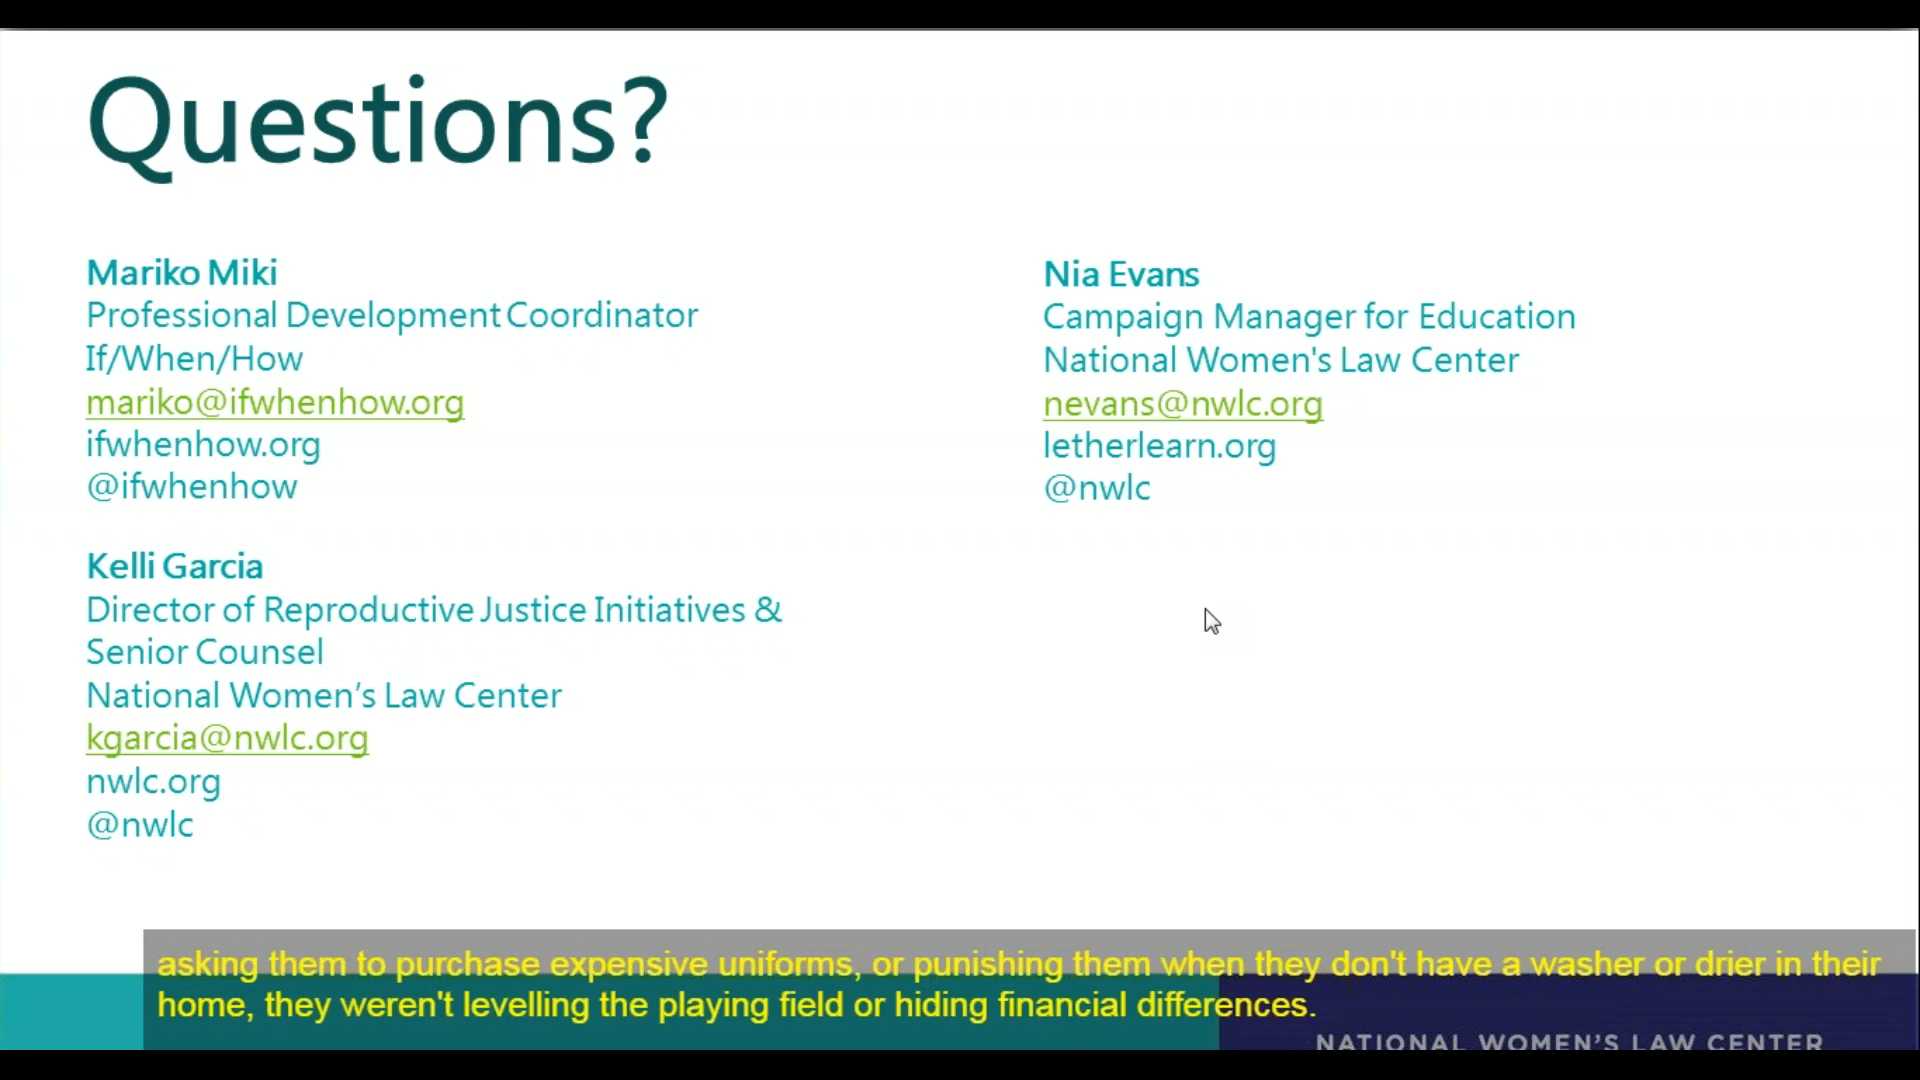 Questions?
Mariko Miki
Professional Development Coordinator
If/When/How
mariko@ifwhenhow.org
ifwhenhow.org
@ifwhenhow
Kelli Garcia
Director of Reproductive Justice Initiatives &
Senior Counsel
National Women’s Law Center
kgarcia@nwlc.org
nwlc.org
@nwlc
Nia Evans
Campaign Manager for Education
National Women's Law Center
nevans@nwlc.org
letherlearn.org
@nwlc
asking them to purchase expensive uniforms, or punishing them when they don't have a washer or drier in their
home, they weren't levelling the playing field or hiding financial differences.
NATIONAL WOMEN’S LAW CENTER